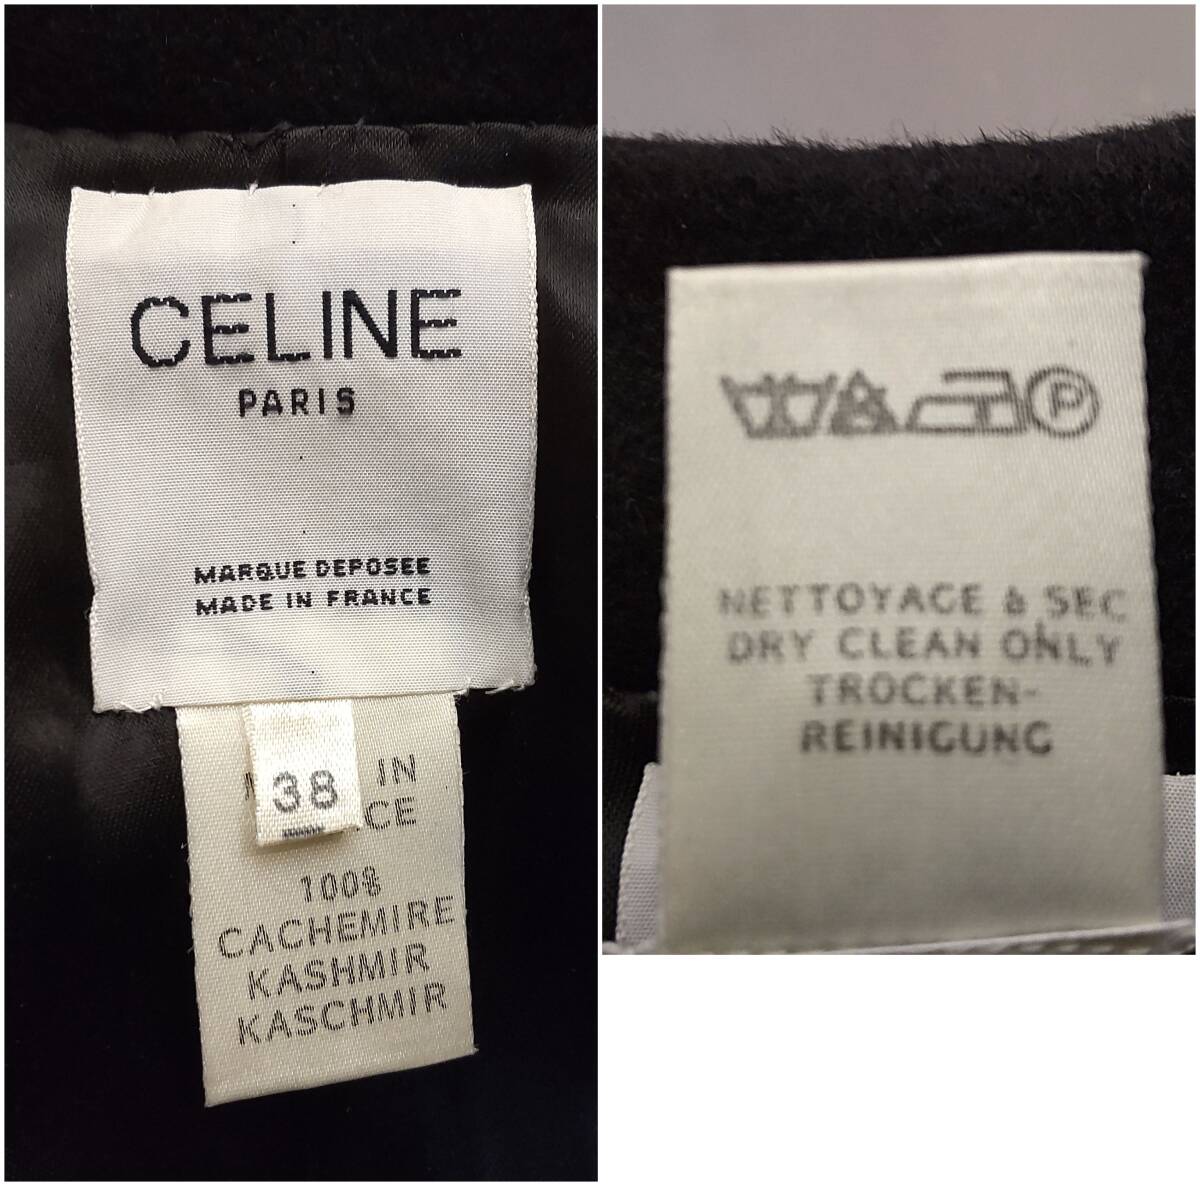 CELINE
PARIS
MARQUE DEPOSEE
MADE IN FRANCE
38
IN
CE
100%
CACHEMIRE
KASHMIR
KASCHMIR
P
NETTOYAGE à SEC
DRY CLEAN ONLY
TROCKEN-
REINIGUNG